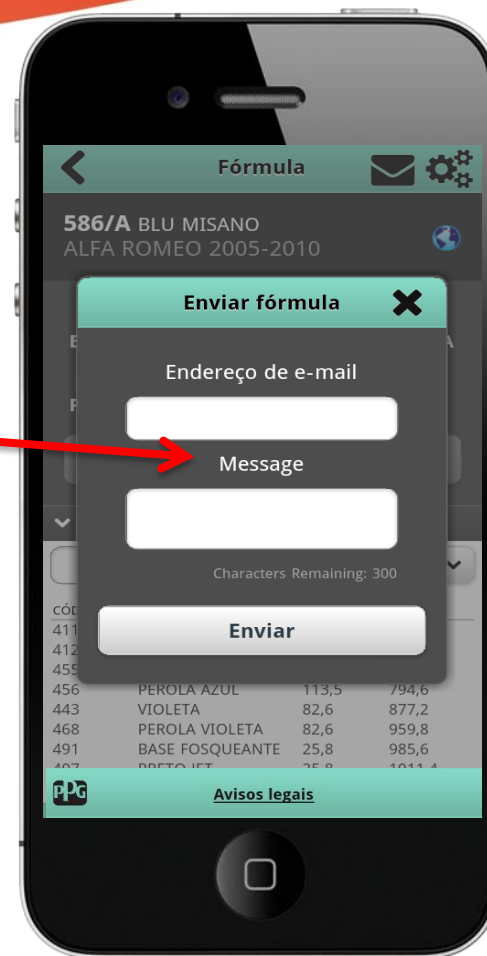 Fórmula
586/A BLU MISANO
ALFA ROMEO 2005-2010
Enviar fórmula
Endereço de e-mail
Message
Characters Remaining: 300
Enviar
456 PEROLA AZUL 113,5 794,6
443 VIOLETA 82,6 877,2
468 PEROLA VIOLETA 82,6 959,8
491 BASE FOSQUEANTE 25,8 985,6
PPG Avisos legais